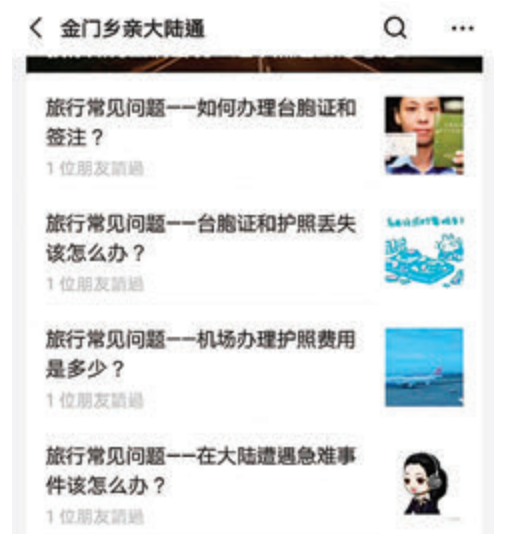 金门乡亲大陆通
旅行常见问题——如何办理台胞证和
签注？
1 位朋友讀過
旅行常见问题——台胞证和护照丢失
该怎么办？
1 位朋友讀過
旅行常见问题——机场办理护照费用
是多少？
1 位朋友讀過
旅行常见问题——在大陆遭遇急难事
件该怎么办？
1 位朋友讀過